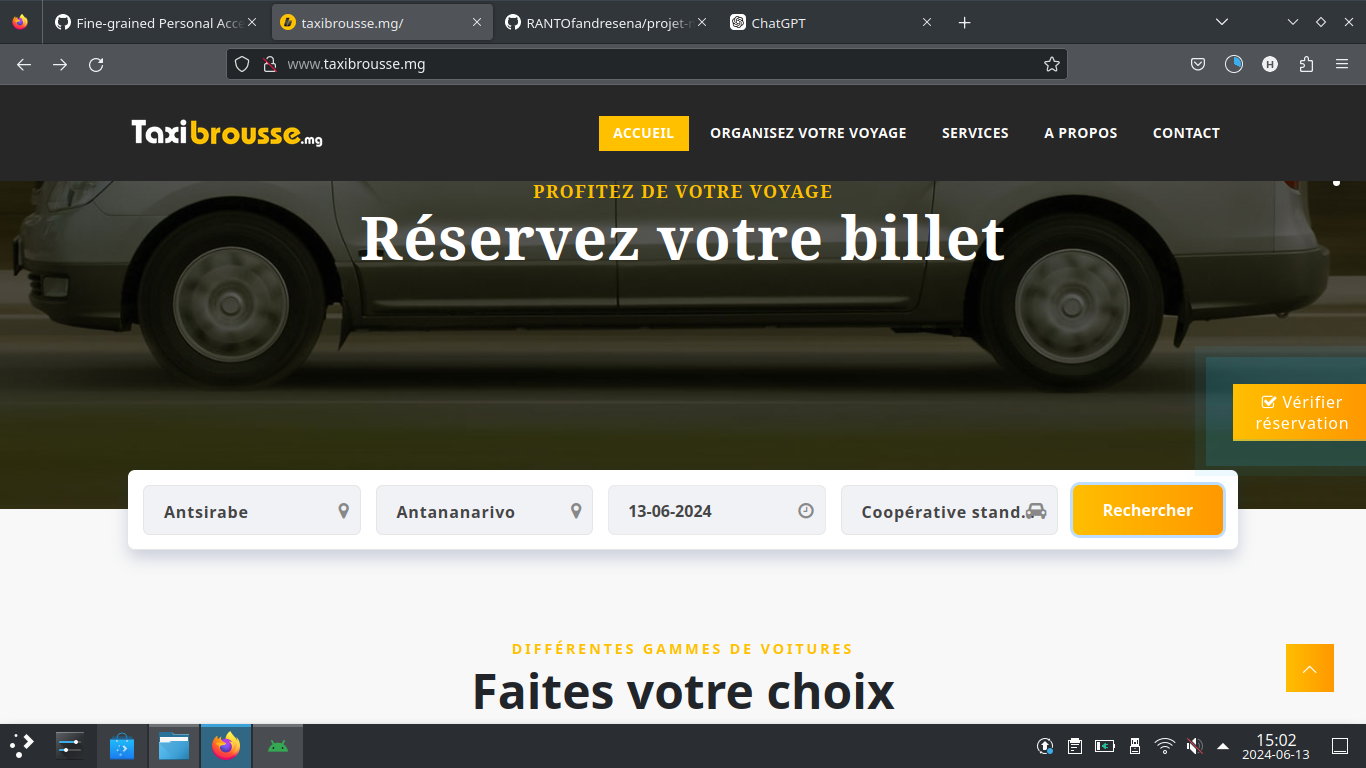 Fine-grained Personal Acce
taxibrousse.mg/
RANTOfandresena/projet-
ChatGPT
www.taxibrousse.mg
H
Taxibrousse.mg
ACCUEIL
ORGANISEZ VOTRE VOYAGE
SERVICES
A PROPOS
CONTACT
PROFITEZ DE VOTRE VOYAGE
Réservez votre billet
Vérifier
réservation
Antsirabe
Antananarivo
13-06-2024
Coopérative stand...
Rechercher
DIFFÉRENTES GAMMES DE VOITURES
Faites votre choix
15:02
2024-06-13